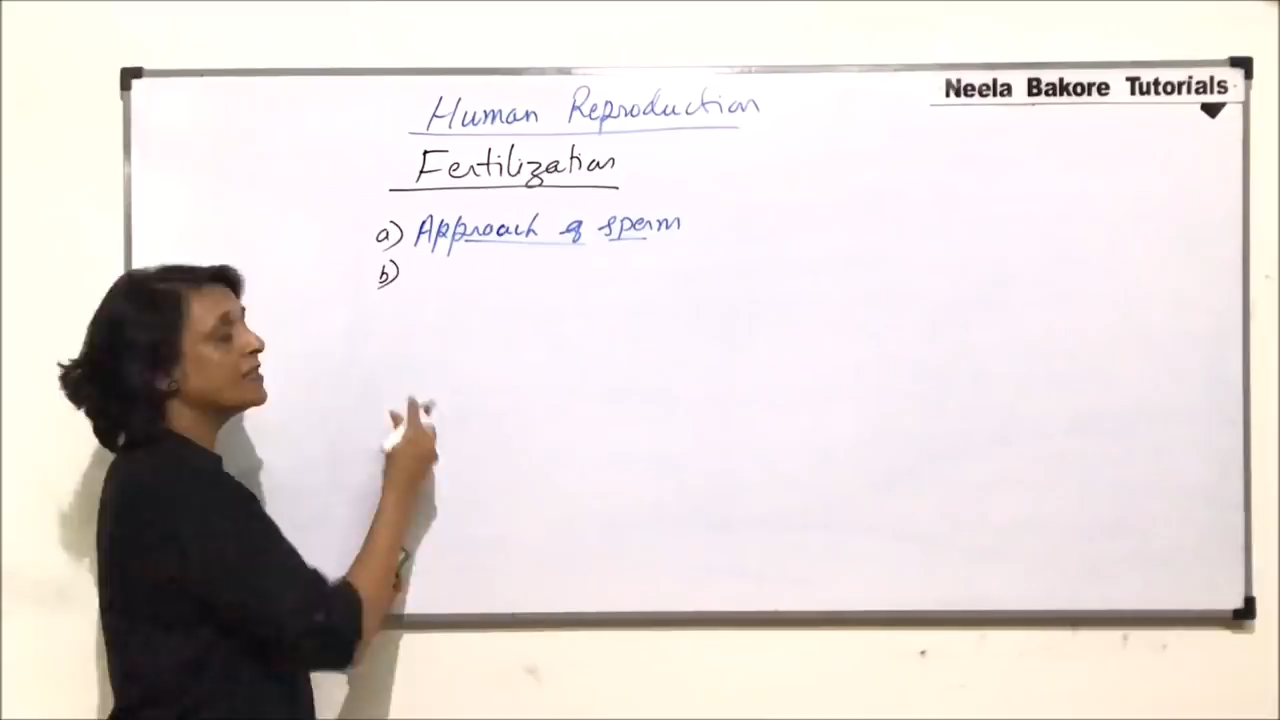 Neela Bakore Tutorials
Human Reproduction
Fertilization
a) Approach of sperm
b)